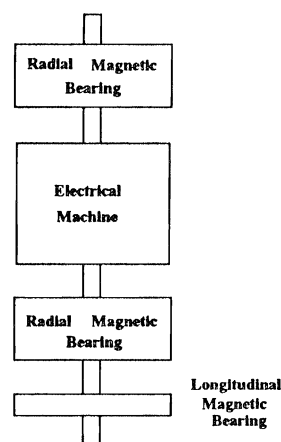 Radial Magnetic
Bearing
Electrical
Machine
Radial Magnetic
Bearing
Longitudinal
Magnetic
Bearing